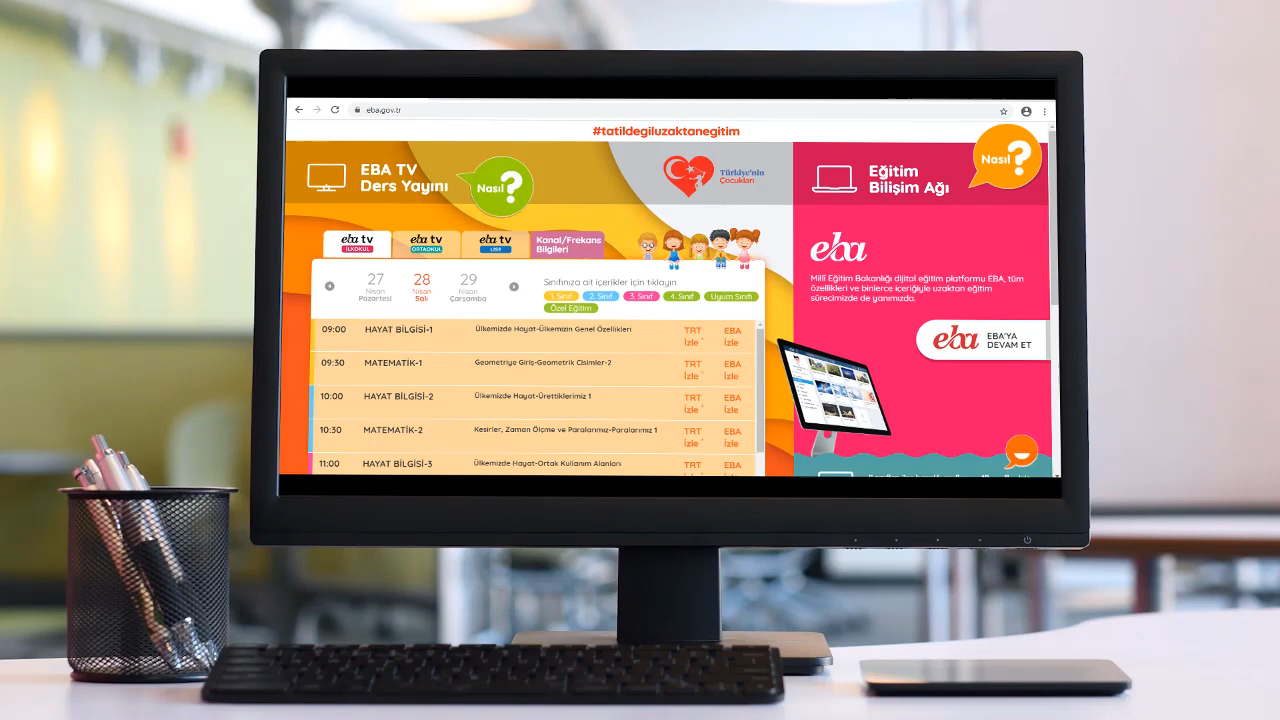 eba.gov.tr
#tatildegiluzaktanegitim
EBA TV
Ders Yayını
Nasıl?
Türkiye'nin
Çocukları
Eğitim
Bilişim Ağı
Nasıl?
eba tv
İLKOKUL
eba tv
ORTAOKUL
eba tv
LİSE
Kanal/Frekans
Bilgileri
27
Nisan
Pazartesi
28
Nisan
Salı
29
Nisan
Çarşamba
Sınıfınıza ait içerikler için tıklayın.
1. Sınıf
2. Sınıf
3. Sınıf
4. Sınıf
Uyum Sınıfı
Özel Eğitim
09:00 HAYAT BİLGİSİ-1 Ülkemizde Hayat-Ülkemizin Genel Özellikleri TRT İzle EBA İzle
09:30 MATEMATİK-1 Geometriye Giriş-Geometrik Cisimler-2 TRT İzle EBA İzle
10:00 HAYAT BİLGİSİ-2 Ülkemizde Hayat-Ürettiklerimiz 1 TRT İzle EBA İzle
10:30 MATEMATİK-2 Kesirler, Zaman Ölçme ve Paralarımız-Paralarımız 1 TRT İzle EBA İzle
11:00 HAYAT BİLGİSİ-3 Ülkemizde Hayat-Ortak Kullanım Alanları TRT EBA
eba
Millî Eğitim Bakanlığı dijital eğitim platformu EBA, tüm
özellikleri ve binlerce içeriğiyle uzaktan eğitim
sürecimizde de yanımızda.
eba
EBA'YA
DEVAM ET